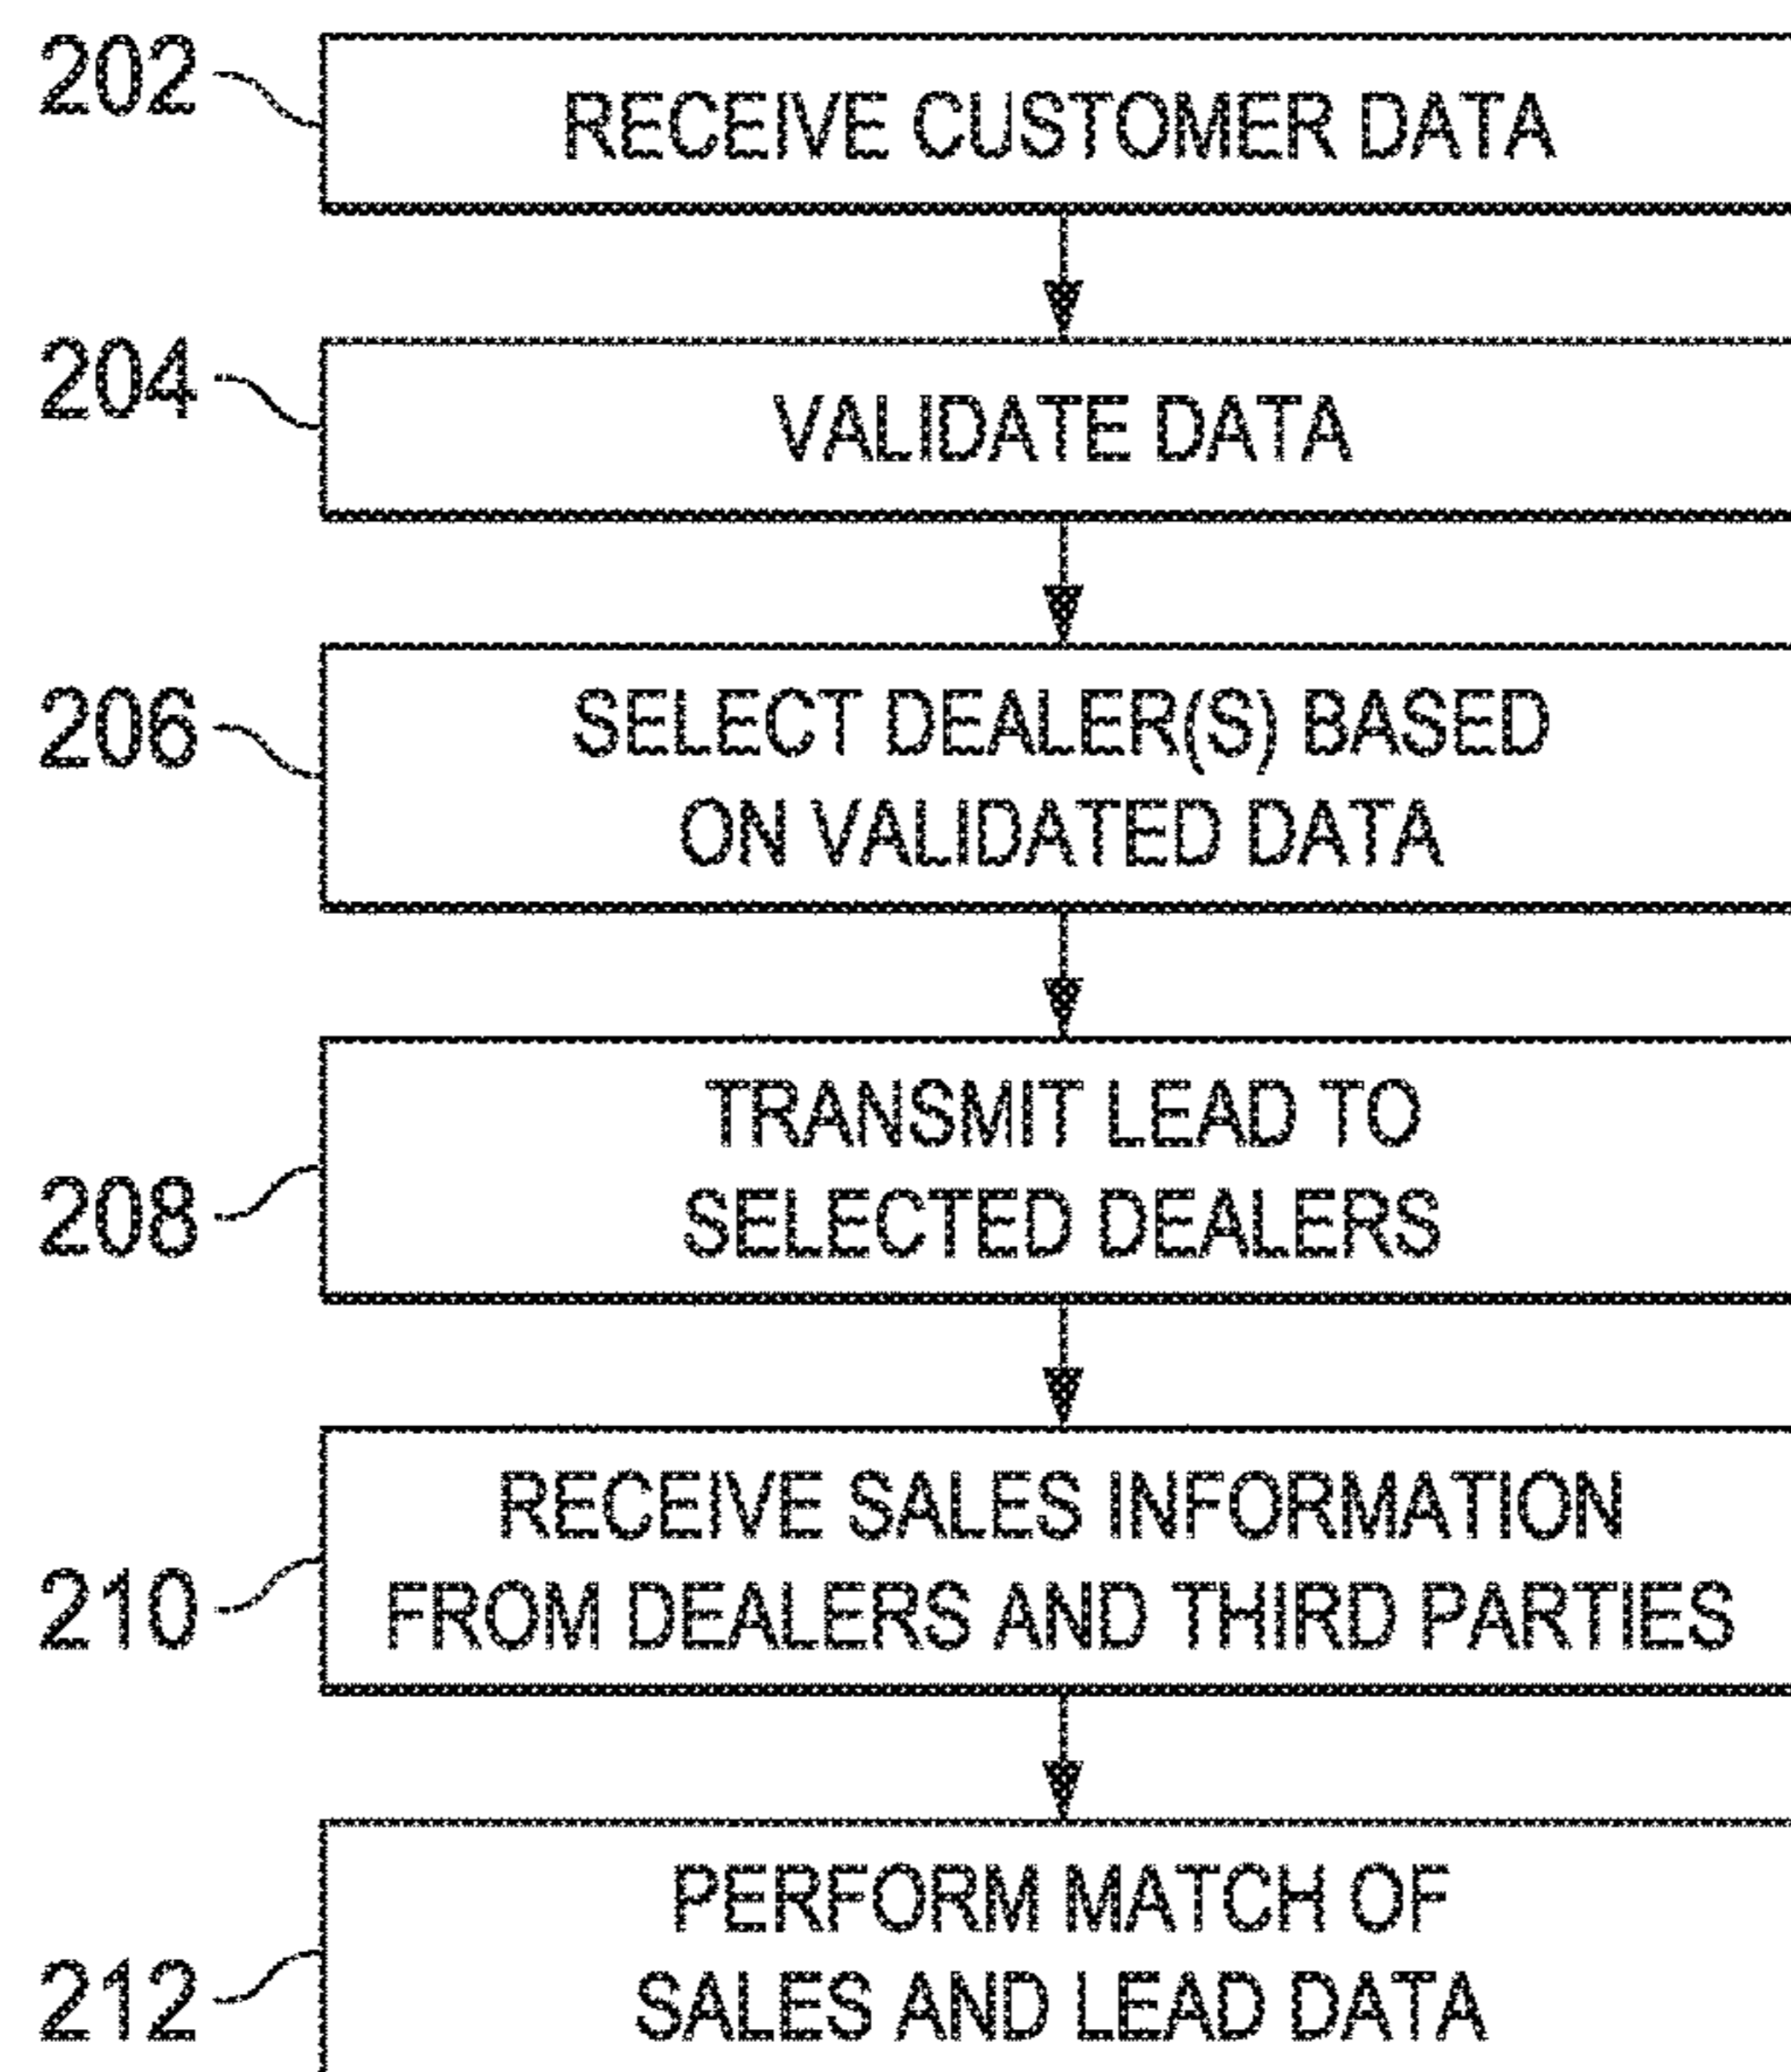 202
RECEIVE CUSTOMER DATA
204
VALIDATE DATA
206
SELECT DEALER(S) BASED
ON VALIDATED DATA
208
TRANSMIT LEAD TO
SELECTED DEALERS
210
RECEIVE SALES INFORMATION
FROM DEALERS AND THIRD PARTIES
212
PERFORM MATCH OF
SALES AND LEAD DATA